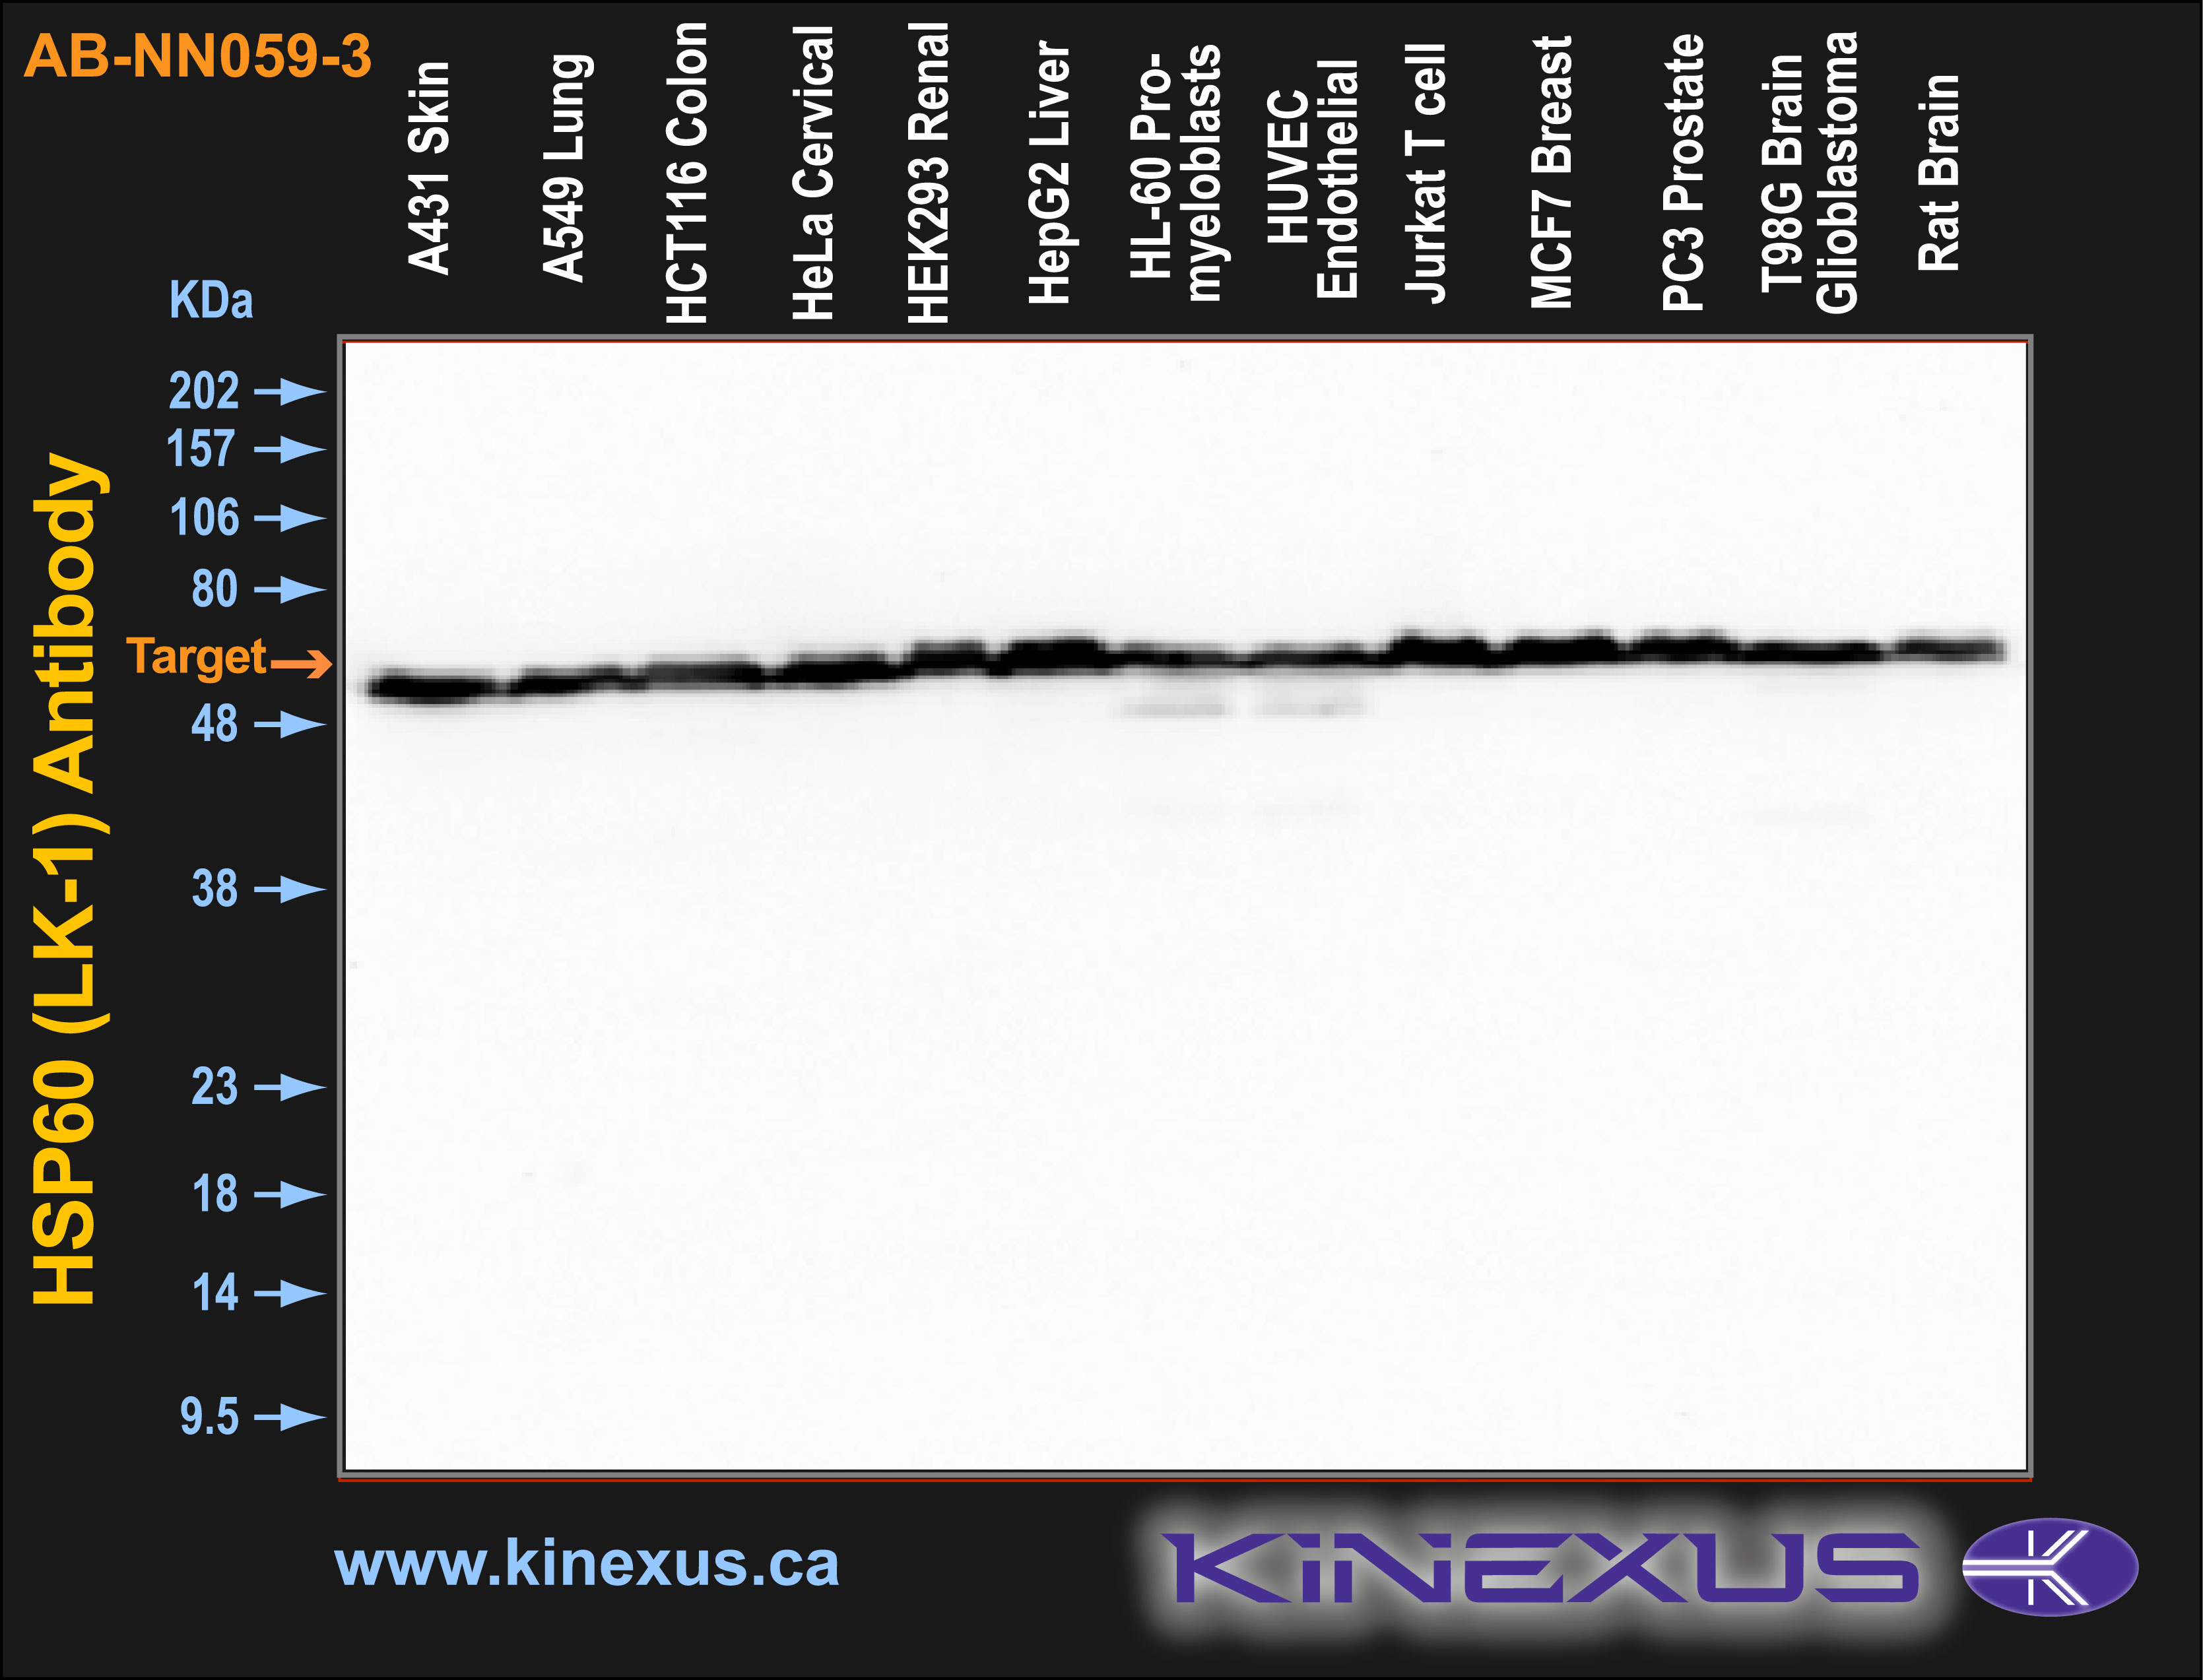 AB-NN059-3
A431 Skin
A549 Lung
HCT116 Colon
HeLa Cervical
HEK293 Renal
HepG2 Liver
HL-60 Pro-
myeloblasts
HUVEC
Endothelial
Jurkat T cell
MCF7 Breast
PC3 Prostate
T98G Brain
Glioblastoma
Rat Brain
KDa
202
157
106
80
Target
48
38
23
18
14
9.5
HSP60 (LK-1) Antibody
www.kinexus.ca
KiNEXUS